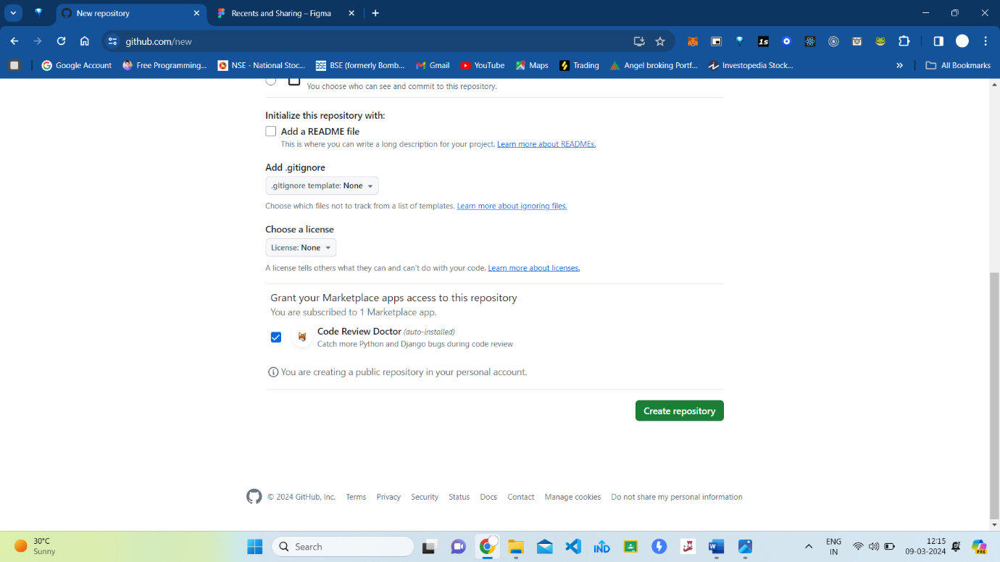 New repository
Recents and Sharing – Figma
github.com/new
Google Account
Free Programming...
NSE - National Stoc...
BSE (formerly Bomb...
Gmail
YouTube
Maps
Trading
Angel broking Portf...
Investopedia Stock...
»
All Bookmarks
You choose who can see and commit to this repository.
Initialize this repository with:
Add a README file
This is where you can write a long description for your project. Learn more about READMEs.
Add .gitignore
.gitignore template: None
Choose which files not to track from a list of templates. Learn more about ignoring files.
Choose a license
License: None
A license tells others what they can and can't do with your code. Learn more about licenses.
Grant your Marketplace apps access to this repository
You are subscribed to 1 Marketplace app.
Code Review Doctor (auto-installed)
Catch more Python and Django bugs during code review
You are creating a public repository in your personal account.
Create repository
© 2024 GitHub, Inc. Terms Privacy Security Status Docs Contact Manage cookies Do not share my personal information
30°C
Sunny
Search
IND
ENG
IN
12:15
09-03-2024
PRE